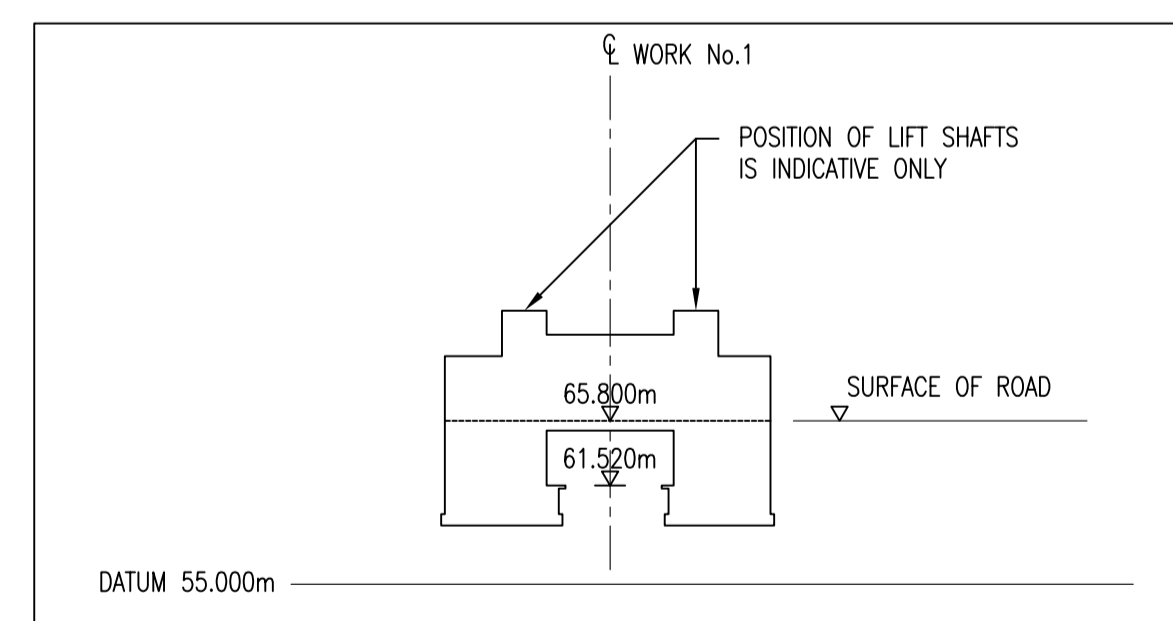 ℄ WORK No.1
POSITION OF LIFT SHAFTS
IS INDICATIVE ONLY
65.800m
SURFACE OF ROAD
61.520m
DATUM 55.000m